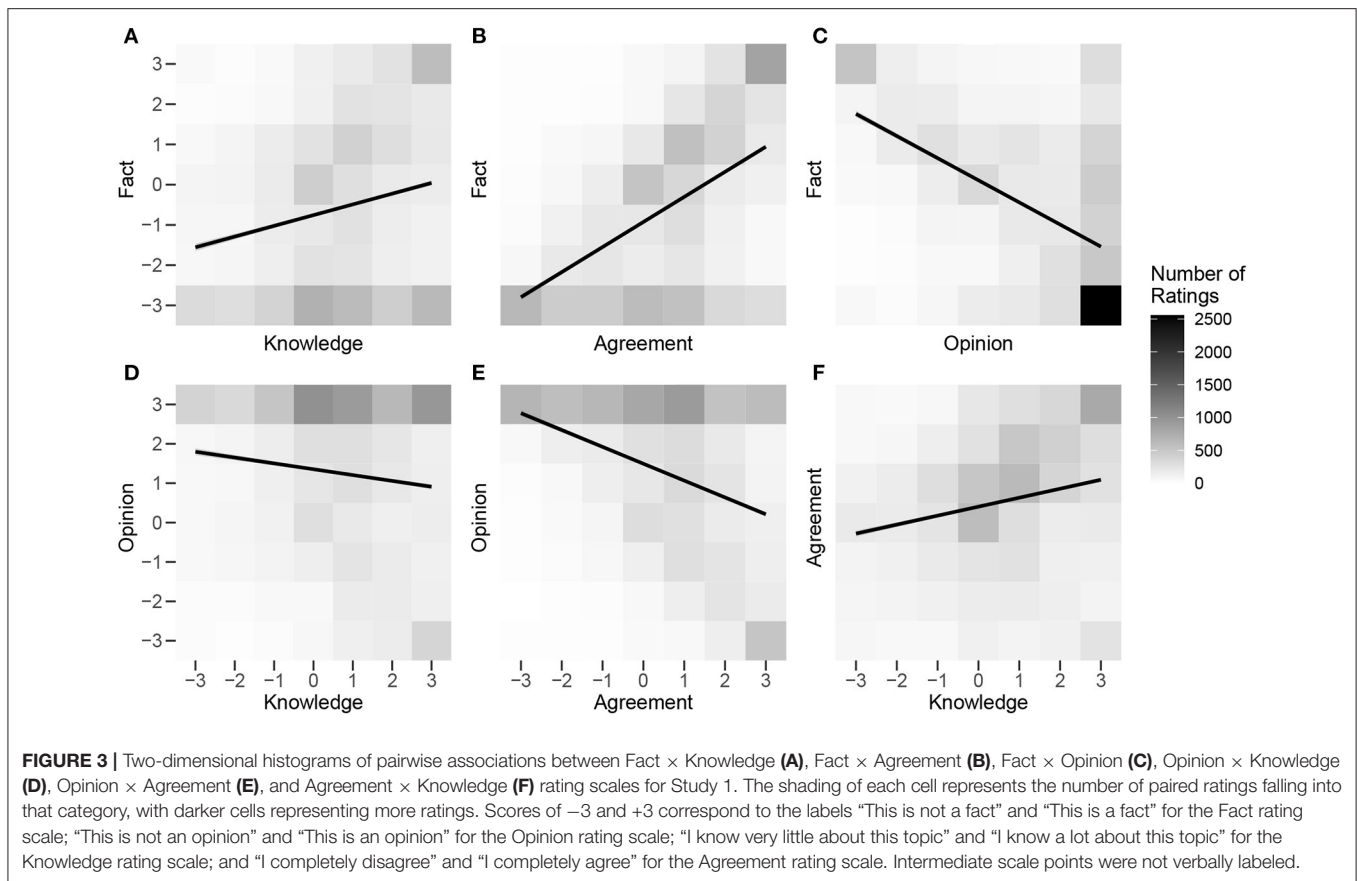 A
B
C
3
2
1
0
−1
−2
−3
Fact
Fact
Fact
Knowledge
Agreement
Opinion
Number of
Ratings
2500
2000
1500
1000
500
0
D
E
F
3
2
1
0
−1
−2
−3
Opinion
Opinion
Agreement
−3 −2 −1 0 1 2 3
−3 −2 −1 0 1 2 3
−3 −2 −1 0 1 2 3
Knowledge
Agreement
Knowledge
FIGURE 3 | Two-dimensional histograms of pairwise associations between Fact × Knowledge (A), Fact × Agreement (B), Fact × Opinion (C), Opinion × Knowledge
(D), Opinion × Agreement (E), and Agreement × Knowledge (F) rating scales for Study 1. The shading of each cell represents the number of paired ratings falling into
that category, with darker cells representing more ratings. Scores of −3 and +3 correspond to the labels “This is not a fact” and “This is a fact” for the Fact rating
scale; “This is not an opinion” and “This is an opinion” for the Opinion rating scale; “I know very little about this topic” and “I know a lot about this topic” for the
Knowledge rating scale; and “I completely disagree” and “I completely agree” for the Agreement rating scale. Intermediate scale points were not verbally labeled.